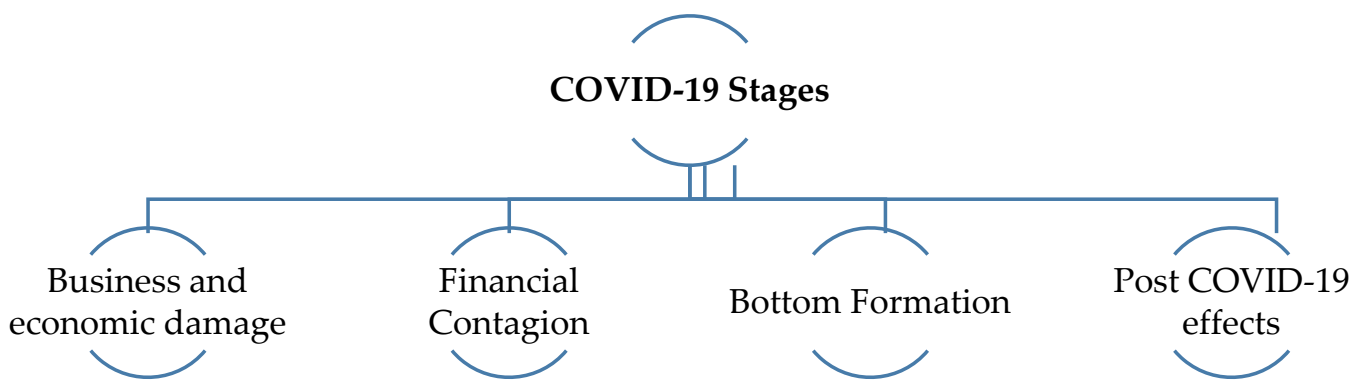 COVID-19 Stages
Business and
economic damage
Financial
Contagion
Bottom Formation
Post COVID-19
effects